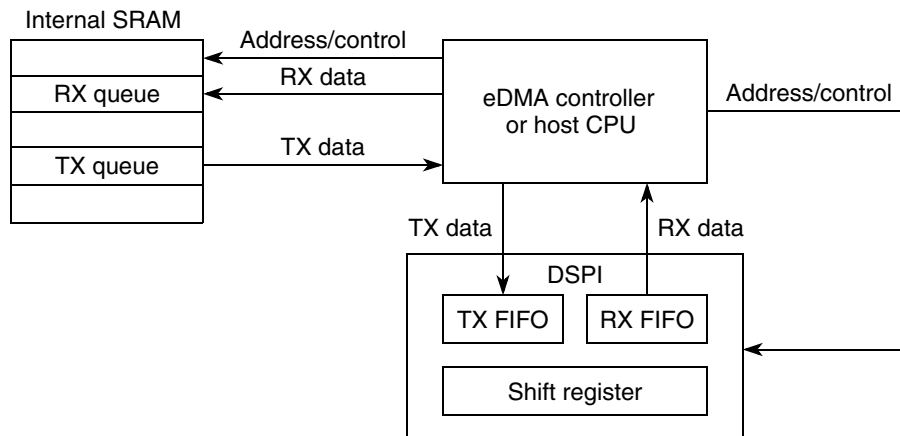 Internal SRAM
Address/control
RX data
RX queue
eDMA controller
or host CPU
Address/control
TX data
TX queue
TX data
RX data
DSPI
TX FIFO
RX FIFO
Shift register